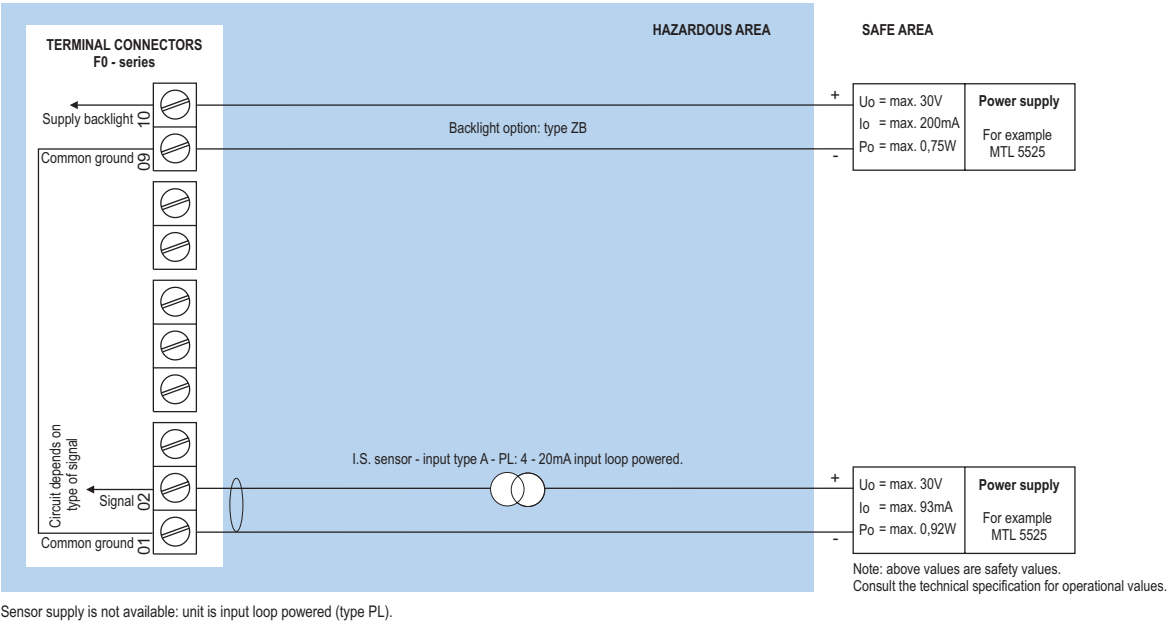 HAZARDOUS AREA
SAFE AREA
TERMINAL CONNECTORS
F0 - series
Supply backlight
10
Common ground
09
Backlight option: type ZB
+
-
Uo = max. 30V
Io = max. 200mA
Po = max. 0,75W
Power supply
For example
MTL 5525
Circuit depends on
type of signal
Signal
02
Common ground
01
I.S. sensor - input type A - PL: 4 - 20mA input loop powered.
+
-
Uo = max. 30V
Io = max. 93mA
Po = max. 0,92W
Power supply
For example
MTL 5525
Note: above values are safety values.
Consult the technical specification for operational values.
Sensor supply is not available: unit is input loop powered (type PL).